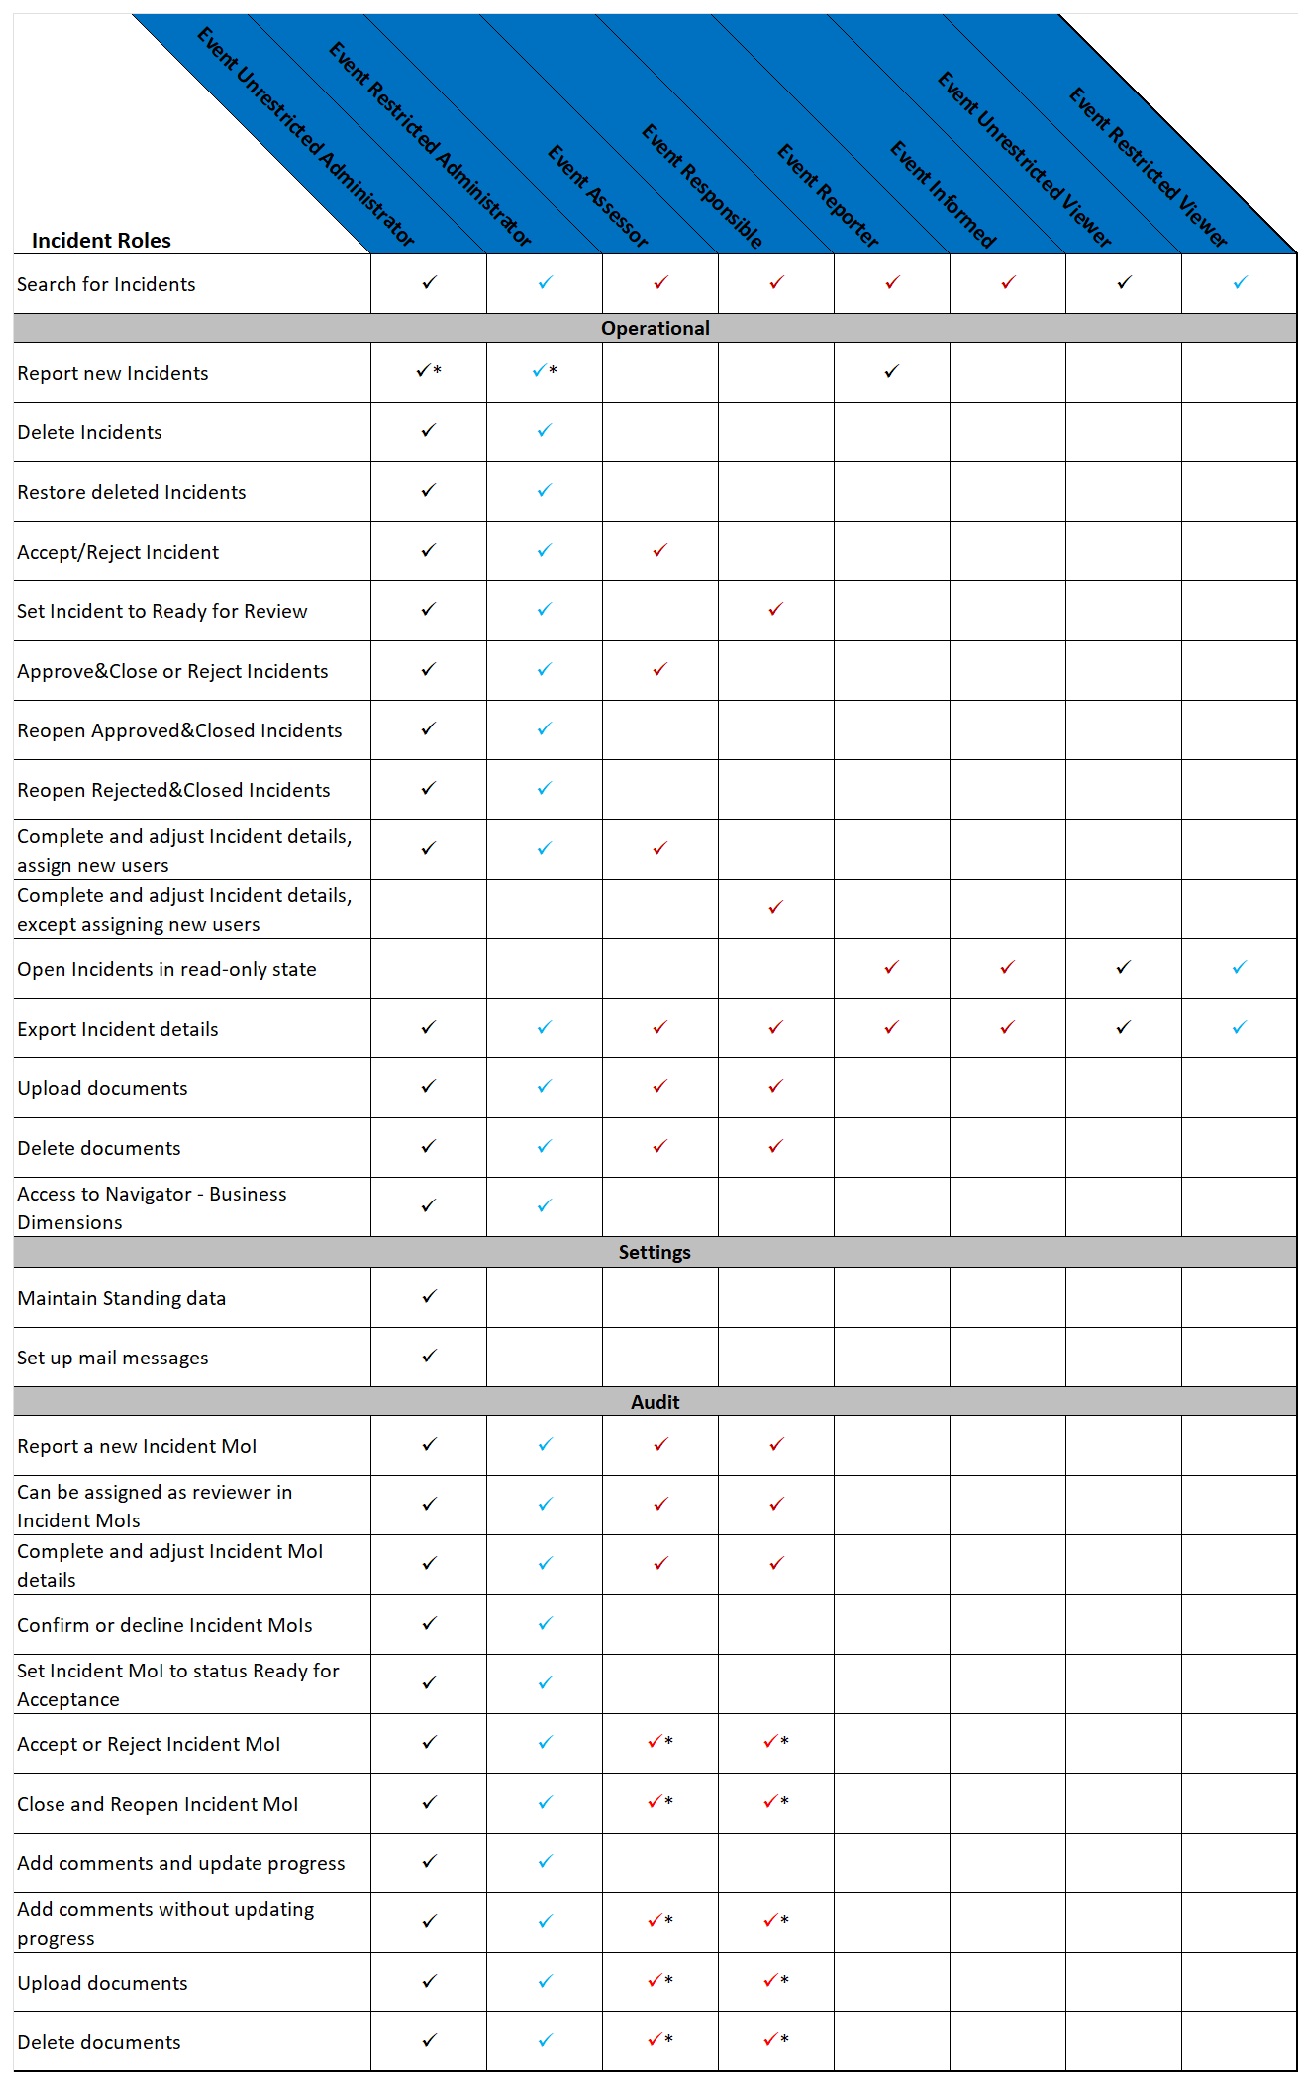 Event Unrestricted Administrator
Event Restricted Administrator
Event Assessor
Event Responsible
Event Reporter
Event Informed
Event Unrestricted Viewer
Event Restricted Viewer
Incident Roles
Search for Incidents ✓ ✓ ✓ ✓ ✓ ✓ ✓ ✓
Operational
Report new Incidents ✓* ✓* ✓
Delete Incidents ✓ ✓
Restore deleted Incidents ✓ ✓
Accept/Reject Incident ✓ ✓ ✓
Set Incident to Ready for Review ✓ ✓ ✓
Approve&Close or Reject Incidents ✓ ✓ ✓
Reopen Approved&Closed Incidents ✓ ✓
Reopen Rejected&Closed Incidents ✓ ✓
Complete and adjust Incident details,
assign new users ✓ ✓ ✓
Complete and adjust Incident details,
except assigning new users ✓
Open Incidents in read-only state ✓ ✓ ✓ ✓
Export Incident details ✓ ✓ ✓ ✓ ✓ ✓ ✓ ✓
Upload documents ✓ ✓ ✓ ✓
Delete documents ✓ ✓ ✓ ✓
Access to Navigator - Business
Dimensions ✓ ✓
Settings
Maintain Standing data ✓
Set up mail messages ✓
Audit
Report a new Incident MoI ✓ ✓ ✓ ✓
Can be assigned as reviewer in
Incident MoIs ✓ ✓ ✓ ✓
Complete and adjust Incident MoI
details ✓ ✓ ✓ ✓
Confirm or decline Incident MoIs ✓ ✓
Set Incident MoI to status Ready for
Acceptance ✓ ✓
Accept or Reject Incident MoI ✓ ✓ ✓* ✓*
Close and Reopen Incident MoI ✓ ✓ ✓* ✓*
Add comments and update progress ✓ ✓
Add comments without updating
progress ✓ ✓ ✓* ✓*
Upload documents ✓ ✓ ✓* ✓*
Delete documents ✓ ✓ ✓* ✓*